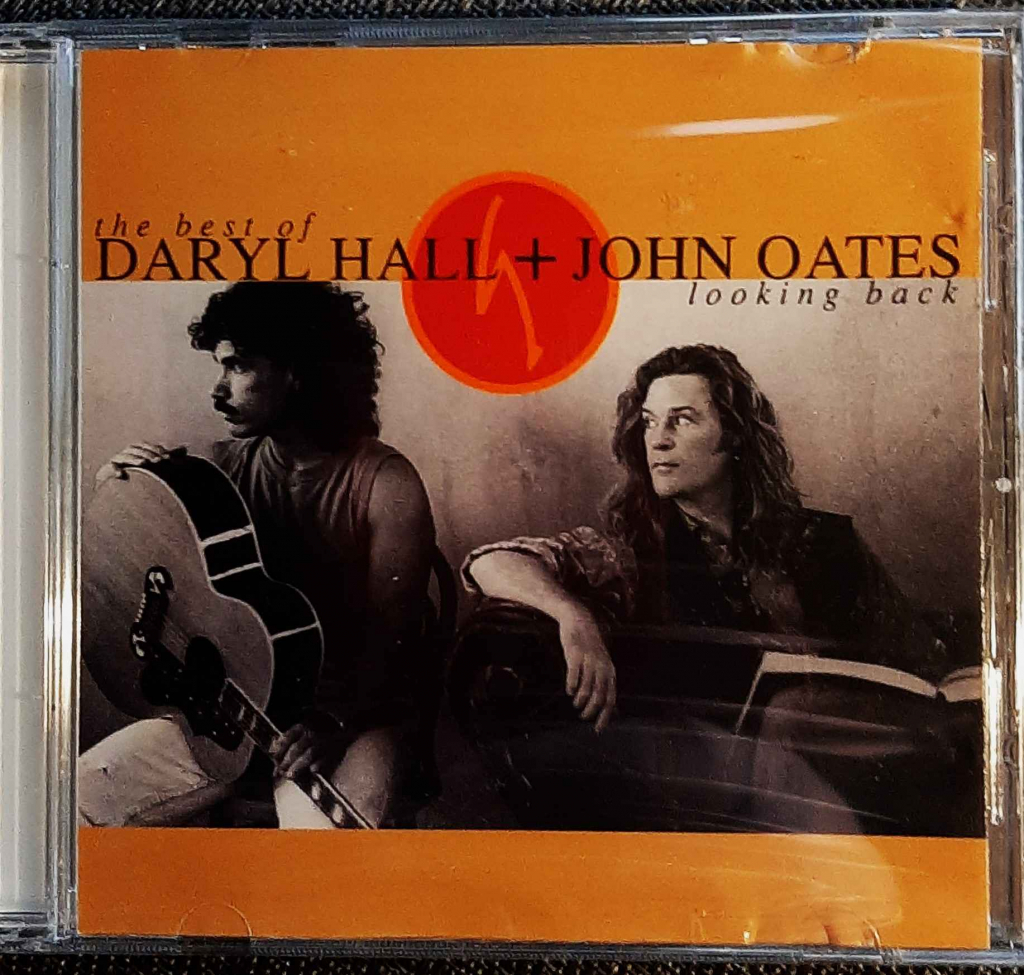 the best of
DARYL HALL + JOHN OATES
looking back